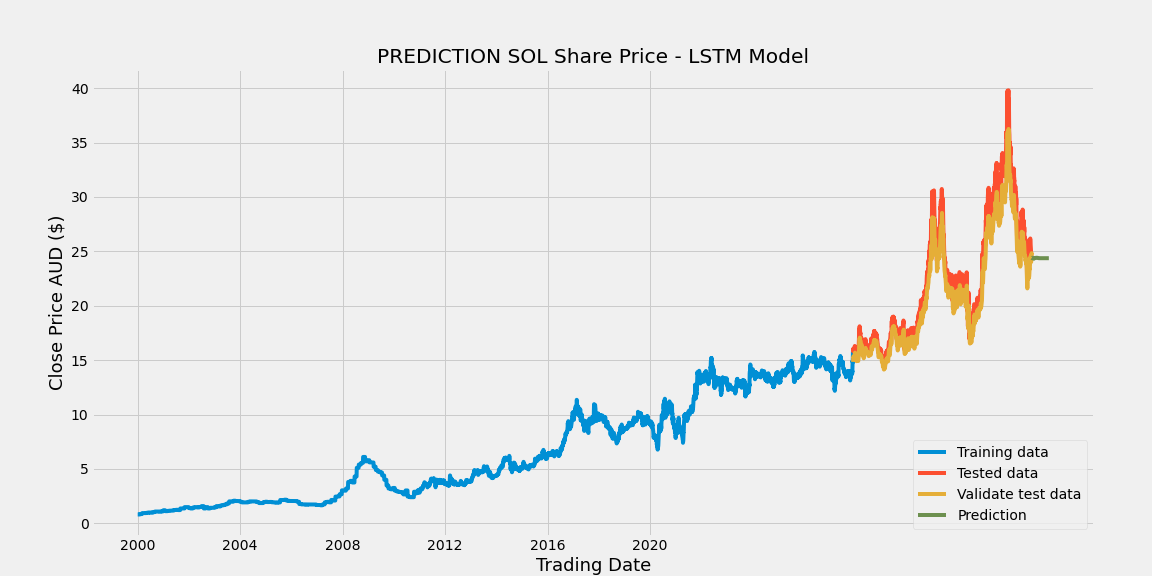 PREDICTION SOL Share Price - LSTM Model
Close Price AUD ($)
40
35
30
25
20
15
10
5
0
2000 2004 2008 2012 2016 2020
Trading Date
Training data
Tested data
Validate test data
Prediction